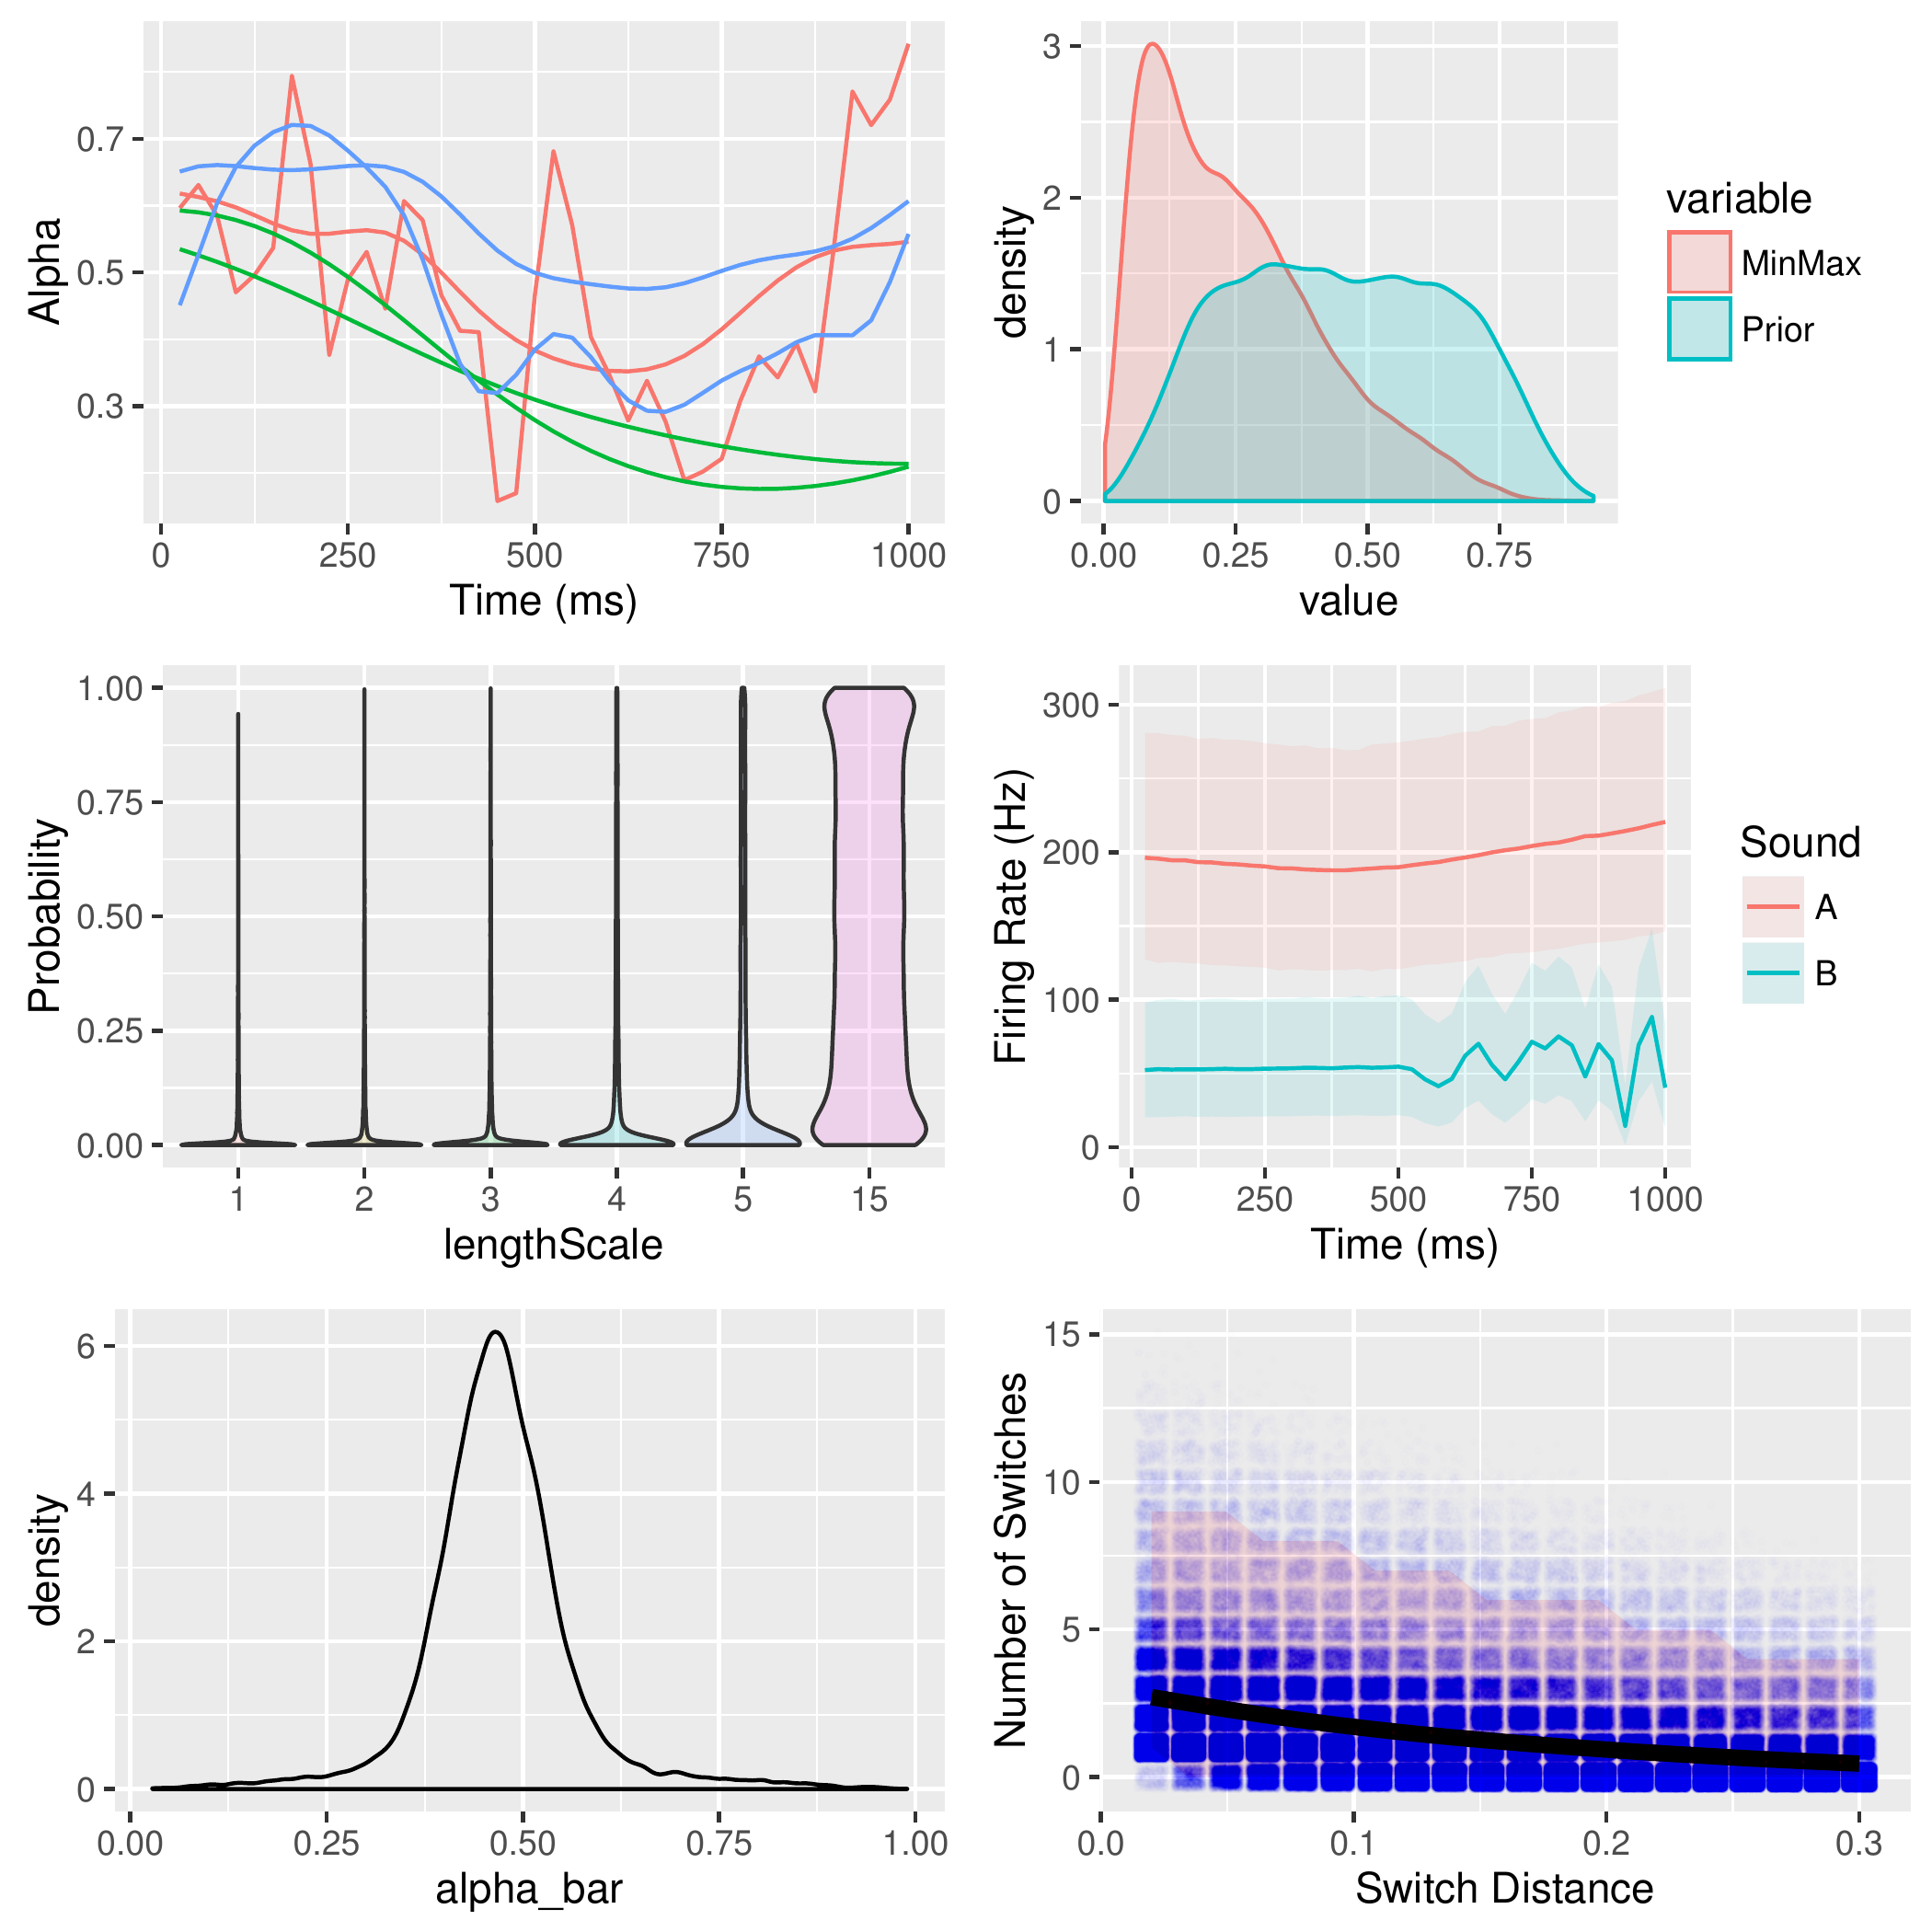 Alpha
0.7
0.5
0.3
0 250 500 750 1000
Time (ms)
density
3
2
1
0
0.00 0.25 0.50 0.75
value
variable
MinMax
Prior
Probability
1.00
0.75
0.50
0.25
0.00
1 2 3 4 5 15
lengthScale
Firing Rate (Hz)
300
200
100
0
0 250 500 750 1000
Time (ms)
Sound
A
B
density
6
4
2
0
0.00 0.25 0.50 0.75 1.00
alpha_bar
Number of Switches
15
10
5
0
0.0 0.1 0.2 0.3
Switch Distance